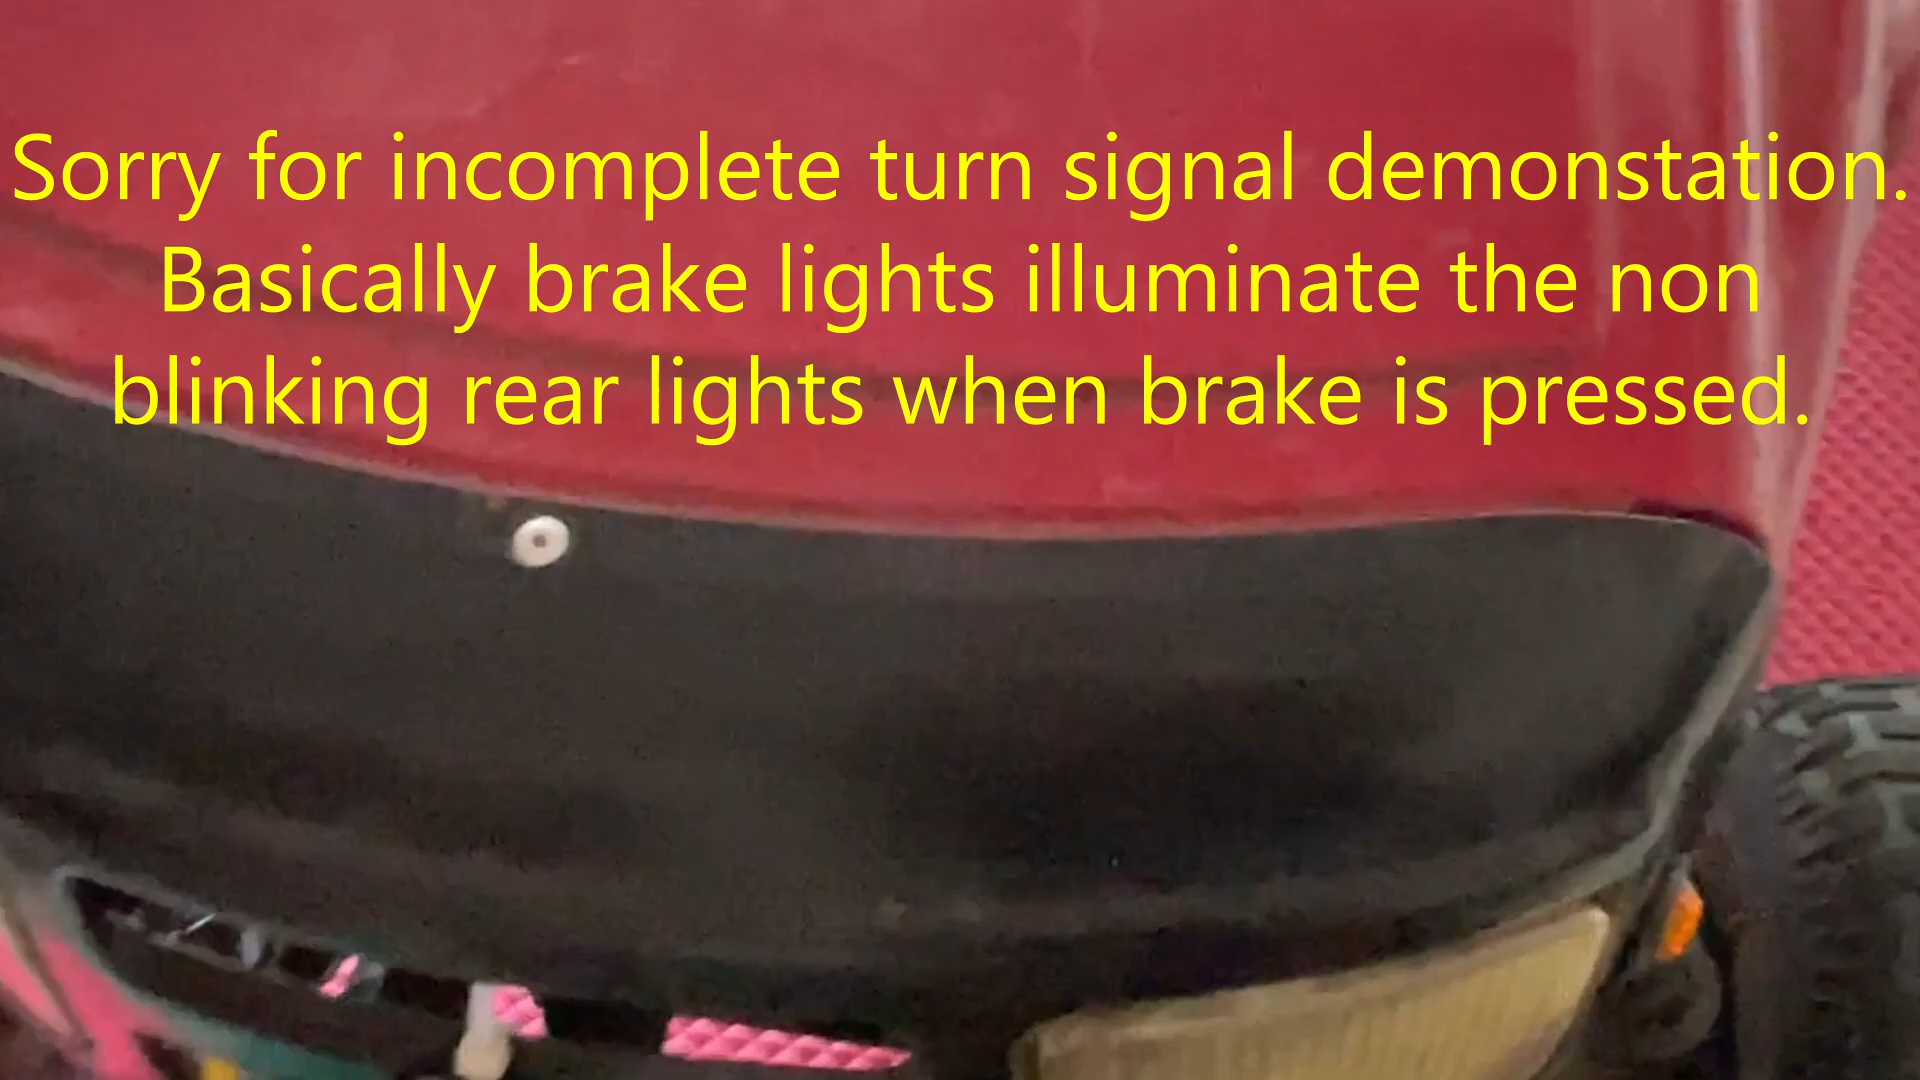 Sorry for incomplete turn signal demonstation.
Basically brake lights illuminate the non
blinking rear lights when brake is pressed.